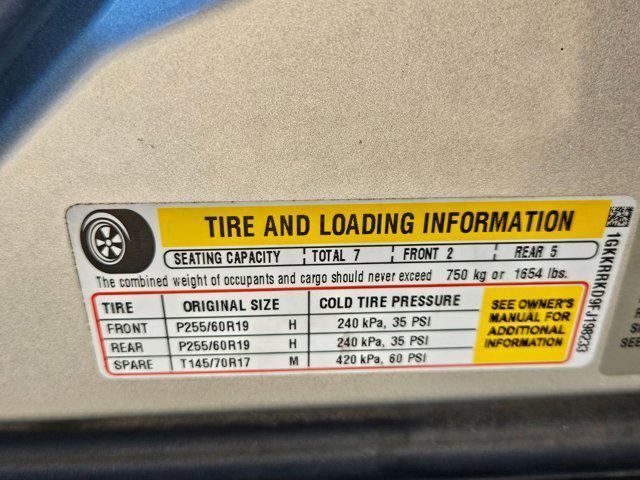 TIRE AND LOADING INFORMATION
SEATING CAPACITY TOTAL 7 FRONT 2 REAR 5
The combined weight of occupants and cargo should never exceed 750 kg or 1654 lbs.
TIRE ORIGINAL SIZE COLD TIRE PRESSURE
FRONT P255/60R19 H 240 kPa, 35 PSI
REAR P255/60R19 H 240 kPa, 35 PSI
SPARE T145/70R17 M 420 kPa, 60 PSI
SEE OWNER'S
MANUAL FOR
ADDITIONAL
INFORMATION
1GKKRRKD9FJ198233